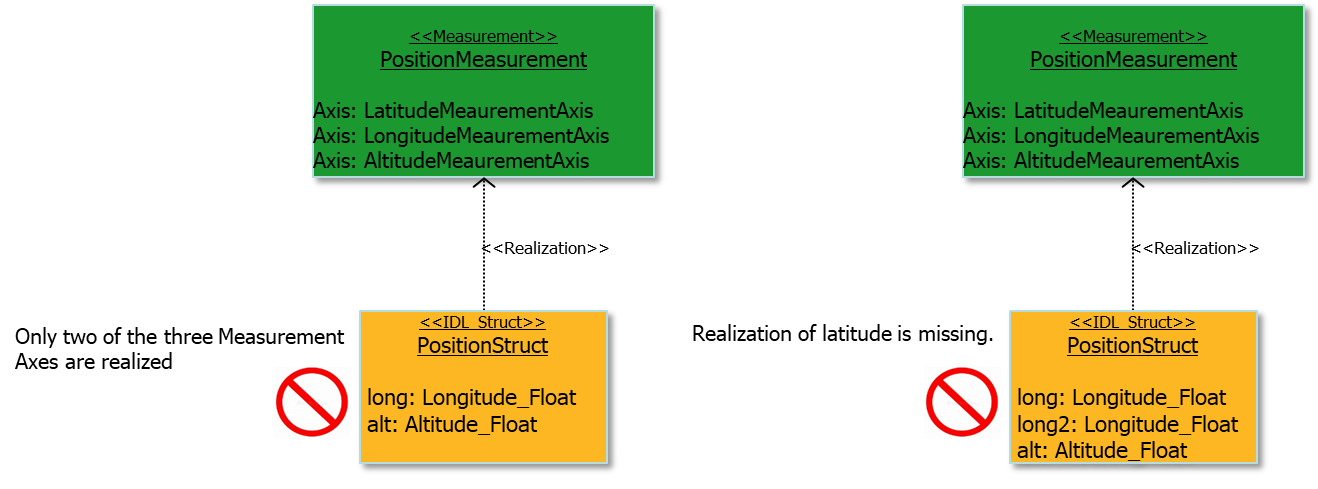 <<Measurement>>
PositionMeasurement
Axis: LatitudeMeaurementAxis
Axis: LongitudeMeaurementAxis
Axis: AltitudeMeaurementAxis
<<Realization>>
Only two of the three Measurement
Axes are realized
<<IDL_Struct>>
PositionStruct
long: Longitude_Float
alt: Altitude_Float
<<Measurement>>
PositionMeasurement
Axis: LatitudeMeaurementAxis
Axis: LongitudeMeaurementAxis
Axis: AltitudeMeaurementAxis
<<Realization>>
Realization of latitude is missing.
<<IDL_Struct>>
PositionStruct
long: Longitude_Float
long2: Longitude_Float
alt: Altitude_Float